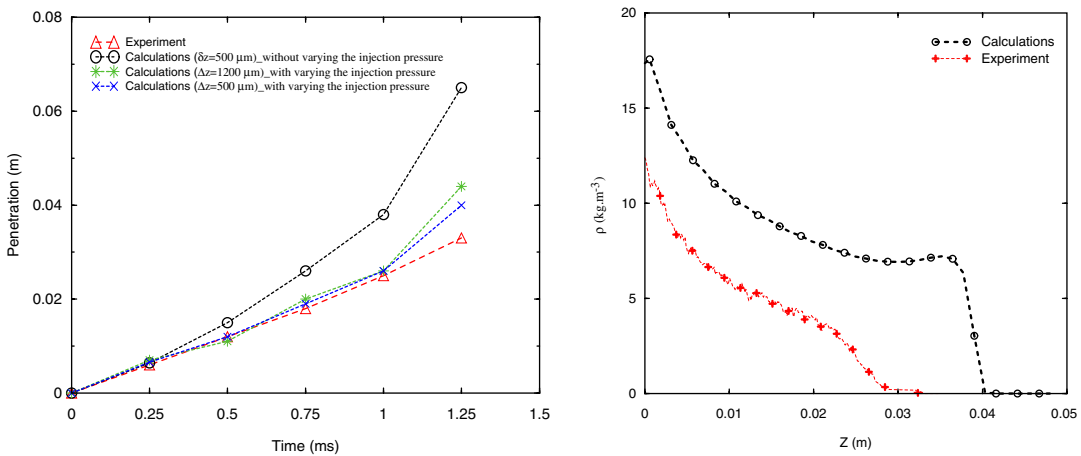 0.08
0.06
0.04
0.02
0
Penetration (m)
Experiment
Calculations (δz=500 μm)_without varying the injection pressure
Calculations (Δz=1200 μm)_with varying the injection pressure
Calculations (Δz=500 μm)_with varying the injection pressure
0 0.25 0.5 0.75 1 1.25 1.5
Time (ms)
20
15
10
5
0
ρ (kg.m-3)
Calculations
Experiment
0 0.01 0.02 0.03 0.04 0.05
Z (m)